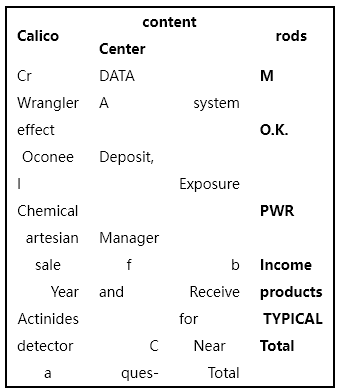 content
Calico rods
Center
Cr DATA M
Wrangler A system
effect O.K.
Oconee Deposit,
l Exposure
Chemical PWR
artesian Manager
sale f b Income
Year and Receive products
Actinides for TYPICAL
detector C Near Total
a ques- Total